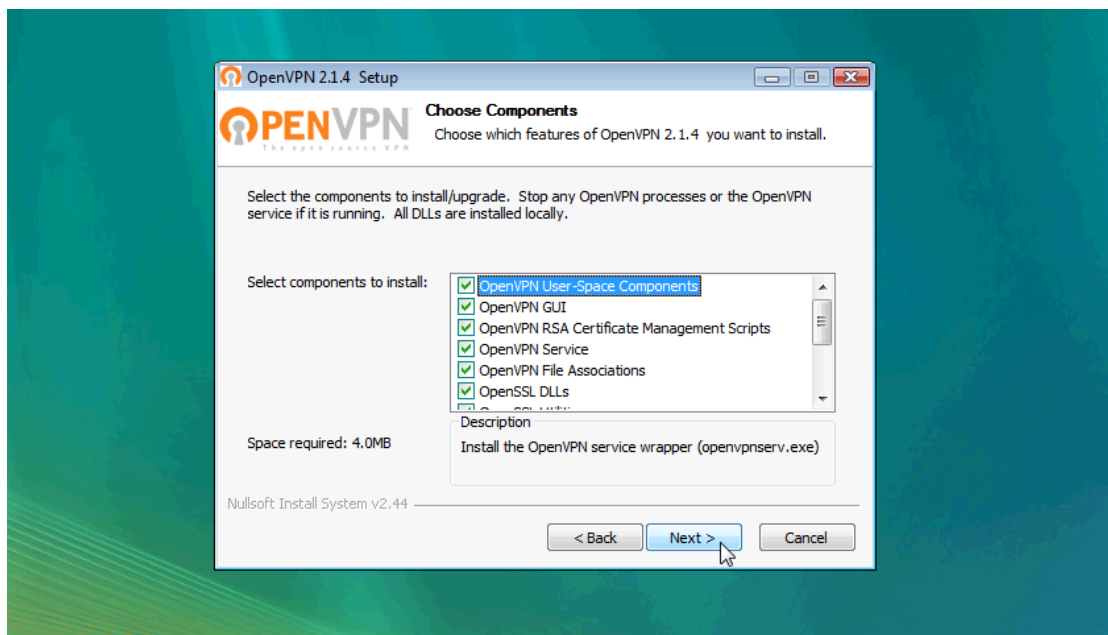 OpenVPN 2.1.4 Setup
OPENVPN
The open source VPN
Choose Components
Choose which features of OpenVPN 2.1.4 you want to install.
Select the components to install/upgrade. Stop any OpenVPN processes or the OpenVPN
service if it is running. All DLLs are installed locally.
Select components to install:
OpenVPN User-Space Components
OpenVPN GUI
OpenVPN RSA Certificate Management Scripts
OpenVPN Service
OpenVPN File Associations
OpenSSL DLLs
Description
Space required: 4.0MB
Install the OpenVPN service wrapper (openvpnserv.exe)
Nullsoft Install System v2.44
< Back
Next >
Cancel